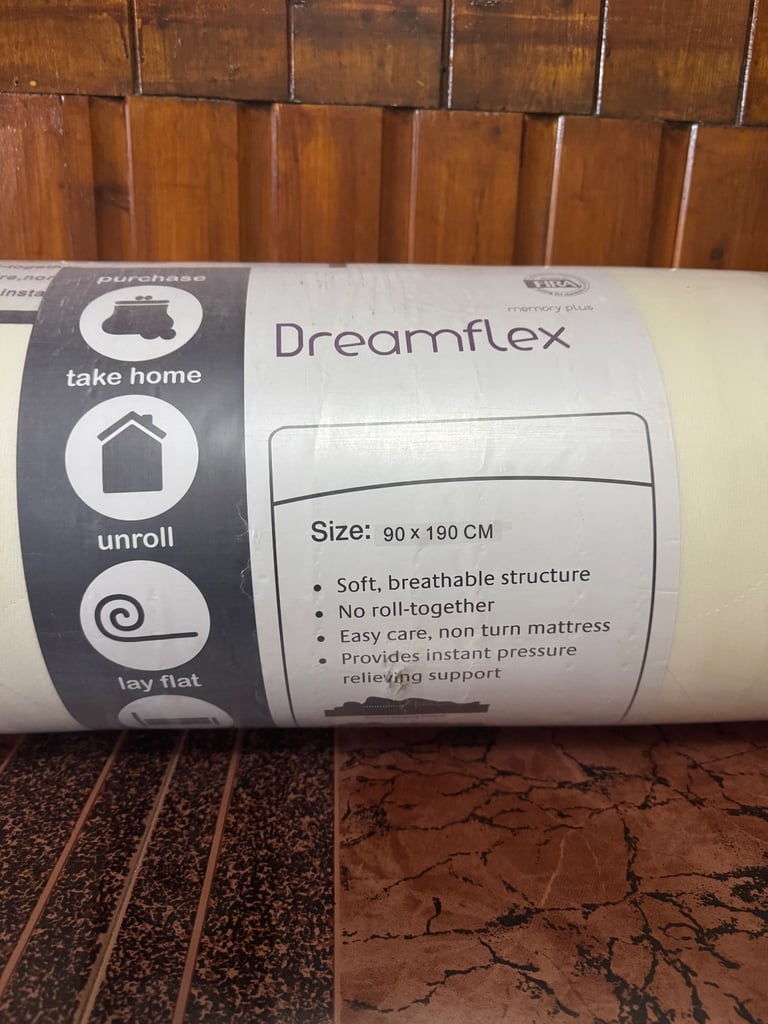 purchase
take home
unroll
lay flat
FIRA
memory plus
Dreamflex
Size: 90 x 190 CM
• Soft, breathable structure
• No roll-together
• Easy care, non turn mattress
• Provides instant pressure
relieving support